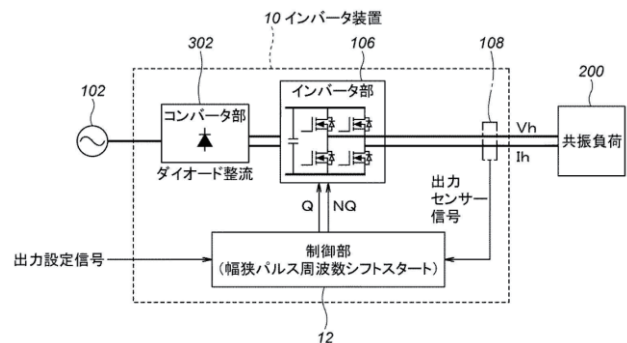 10 インバータ装置
302
106
108
200
102
コンバータ部
インバータ部
Vh
共振負荷
Ih
ダイオード整流
Q
NQ
出力
センサー
信号
出力設定信号
制御部
(幅狭パルス周波数シフトスタート)
12